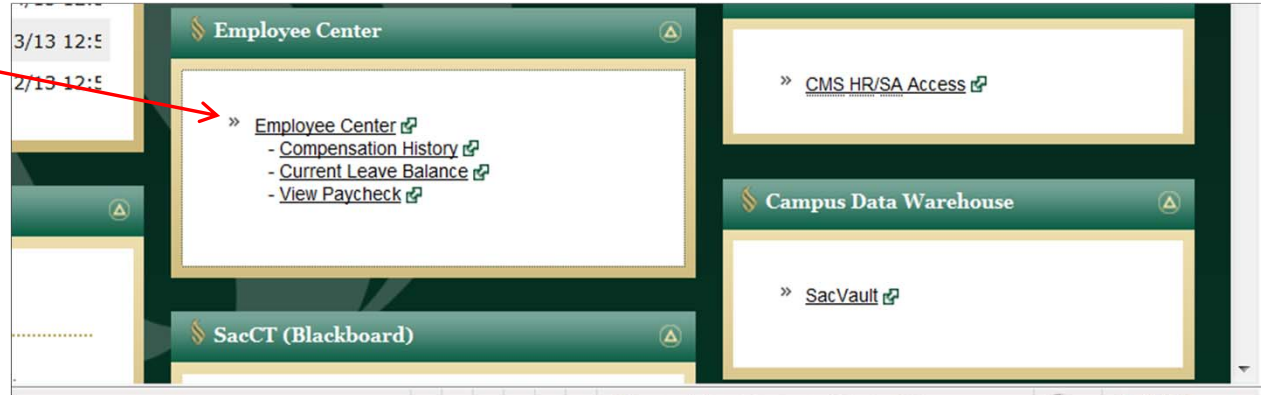 3/13 12:5
2/13 12:5
§ Employee Center
» Employee Center
- Compensation History
- Current Leave Balance
- View Paycheck
§ SacCT (Blackboard)
» CMS HR/SA Access
§ Campus Data Warehouse
» SacVault